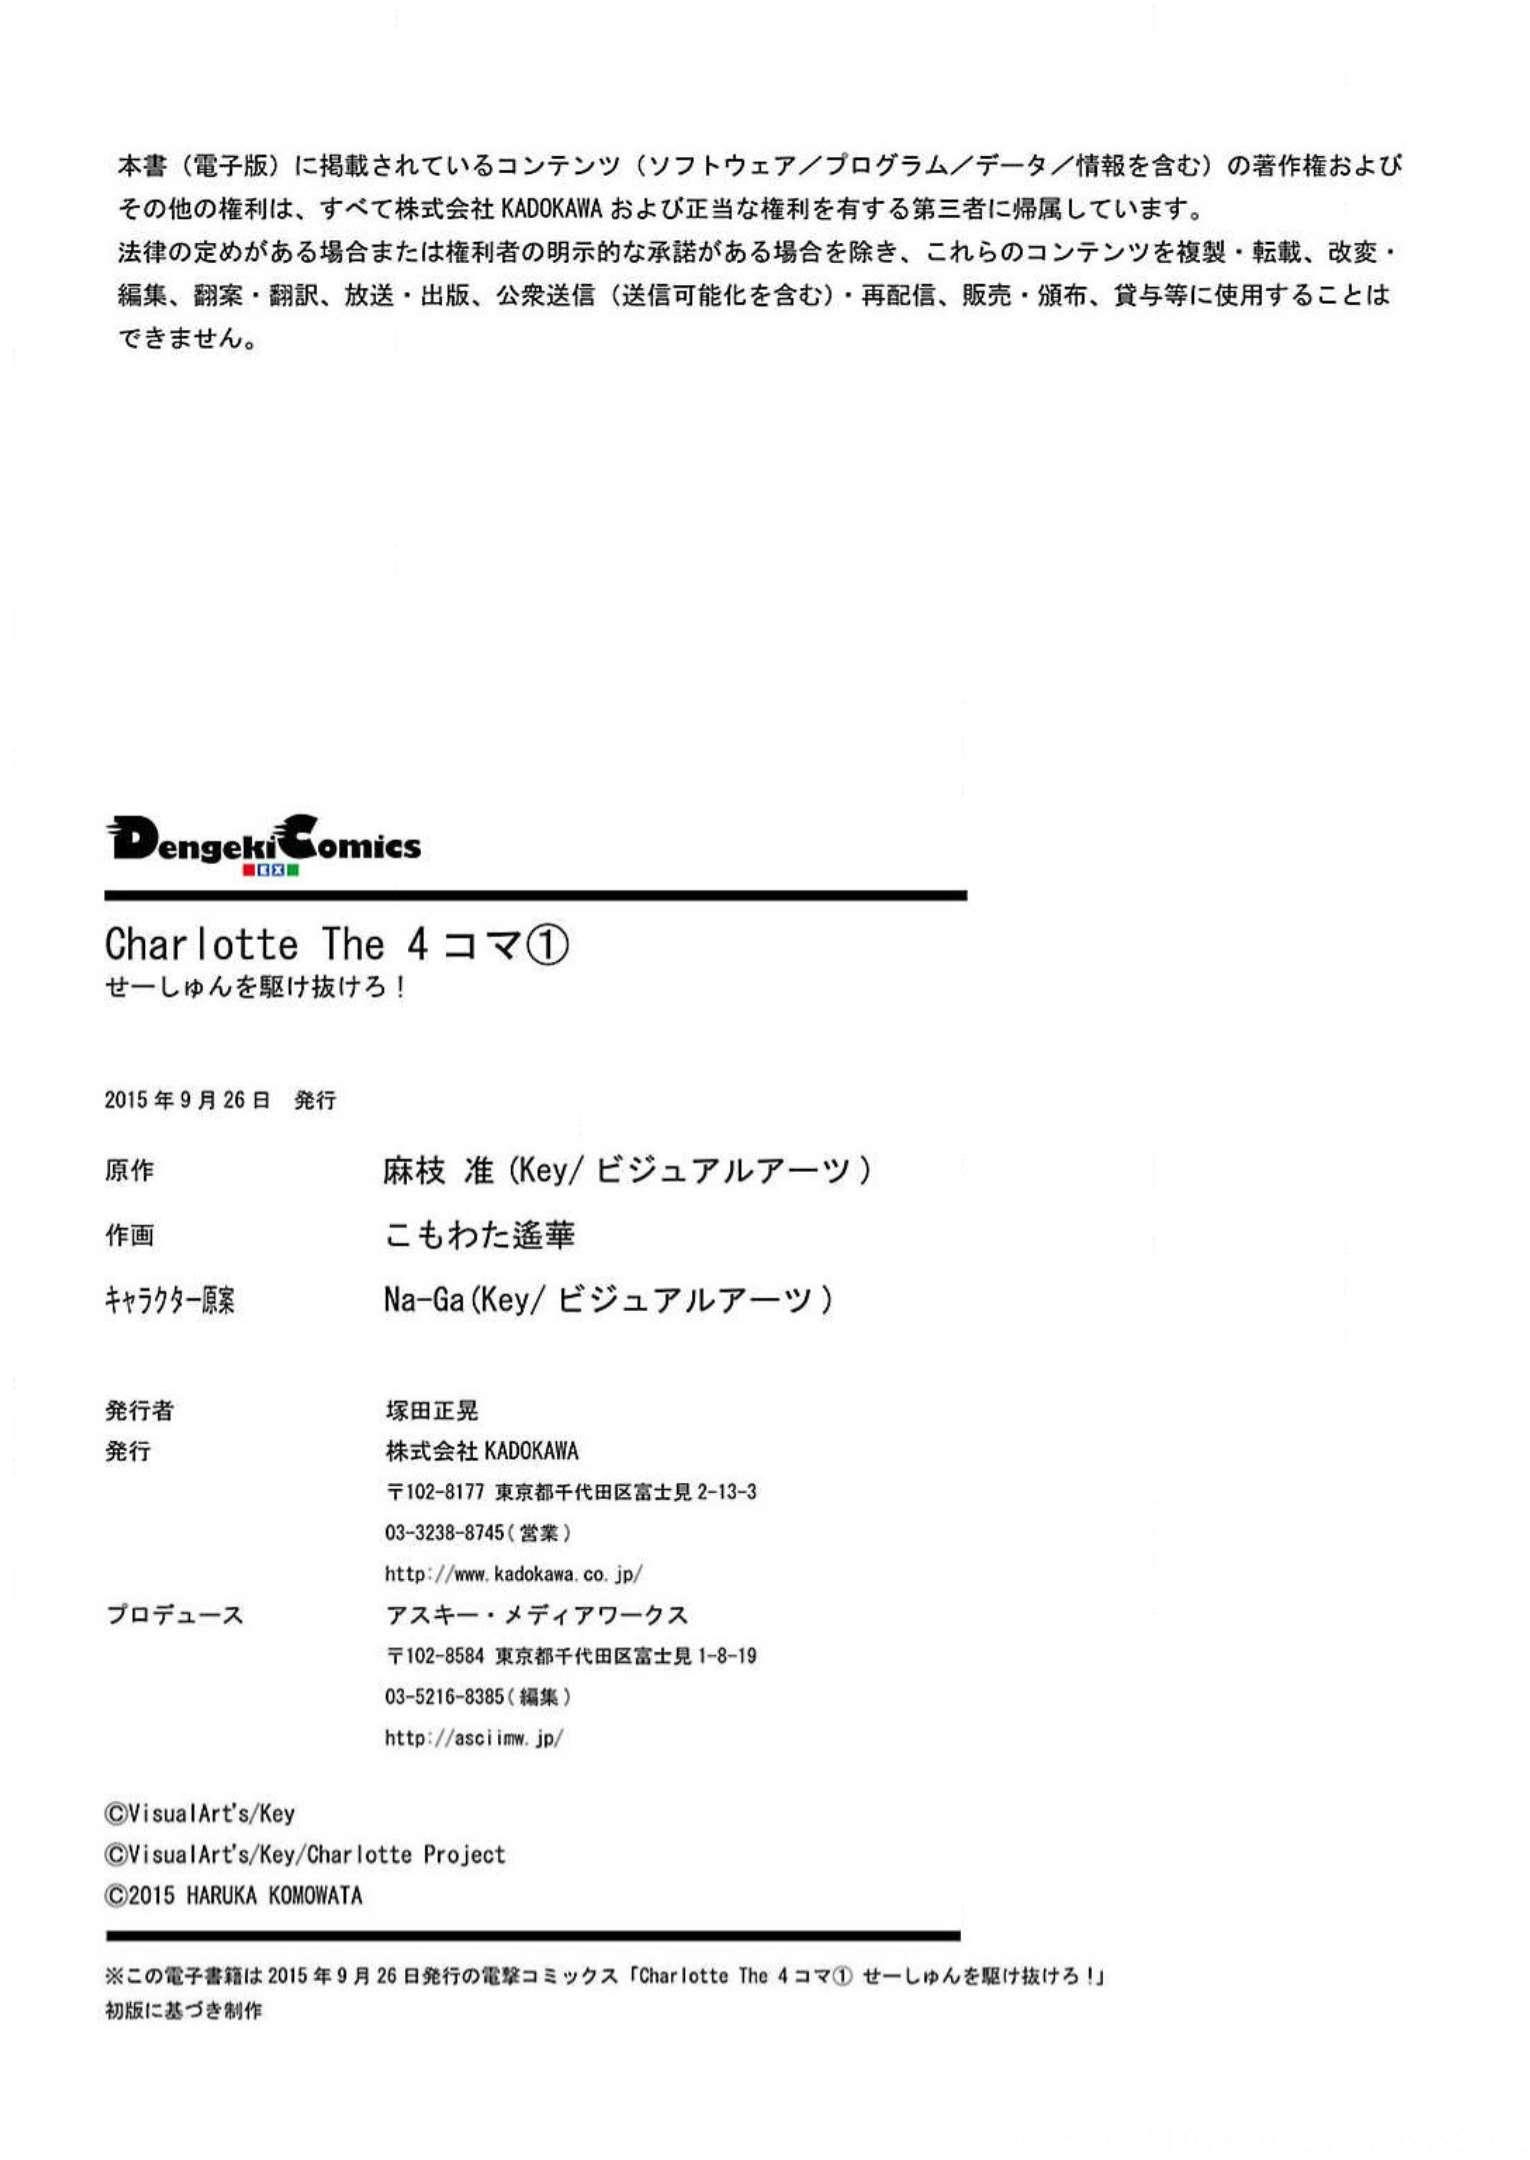 本書（電子版）に掲載されているコンテンツ（ソフトウェア／プログラム／データ／情報を含む）の著作権および
その他の権利は、すべて株式会社 KADOKAWA および正当な権利を有する第三者に帰属しています。
法律の定めがある場合または権利者の明示的な承諾がある場合を除き、これらのコンテンツを複製・転載、改変・
編集、翻案・翻訳、放送・出版、公衆送信（送信可能化を含む）・再配信、販売・頒布、貸与等に使用することは
できません。
Dengeki Comics
EX
Charlotte The 4コマ①
せーしゅんを駆け抜けろ！
2015年9月26日　発行
原作　麻枝 准 (Key/ ビジュアルアーツ )
作画　こもわた遙華
キャラクター原案　Na-Ga(Key/ ビジュアルアーツ )
発行者　塚田正晃
発行　株式会社 KADOKAWA
〒102-8177 東京都千代田区富士見 2-13-3
03-3238-8745( 営業 )
http://www.kadokawa.co.jp/
プロデュース　アスキー・メディアワークス
〒102-8584 東京都千代田区富士見 1-8-19
03-5216-8385( 編集 )
http://asciimw.jp/
©VisualArt's/Key
©VisualArt's/Key/Charlotte Project
©2015 HARUKA KOMOWATA
※この電子書籍は 2015 年 9 月 26 日発行の電撃コミックス「Charlotte The 4コマ① せーしゅんを駆け抜けろ！」
初版に基づき制作